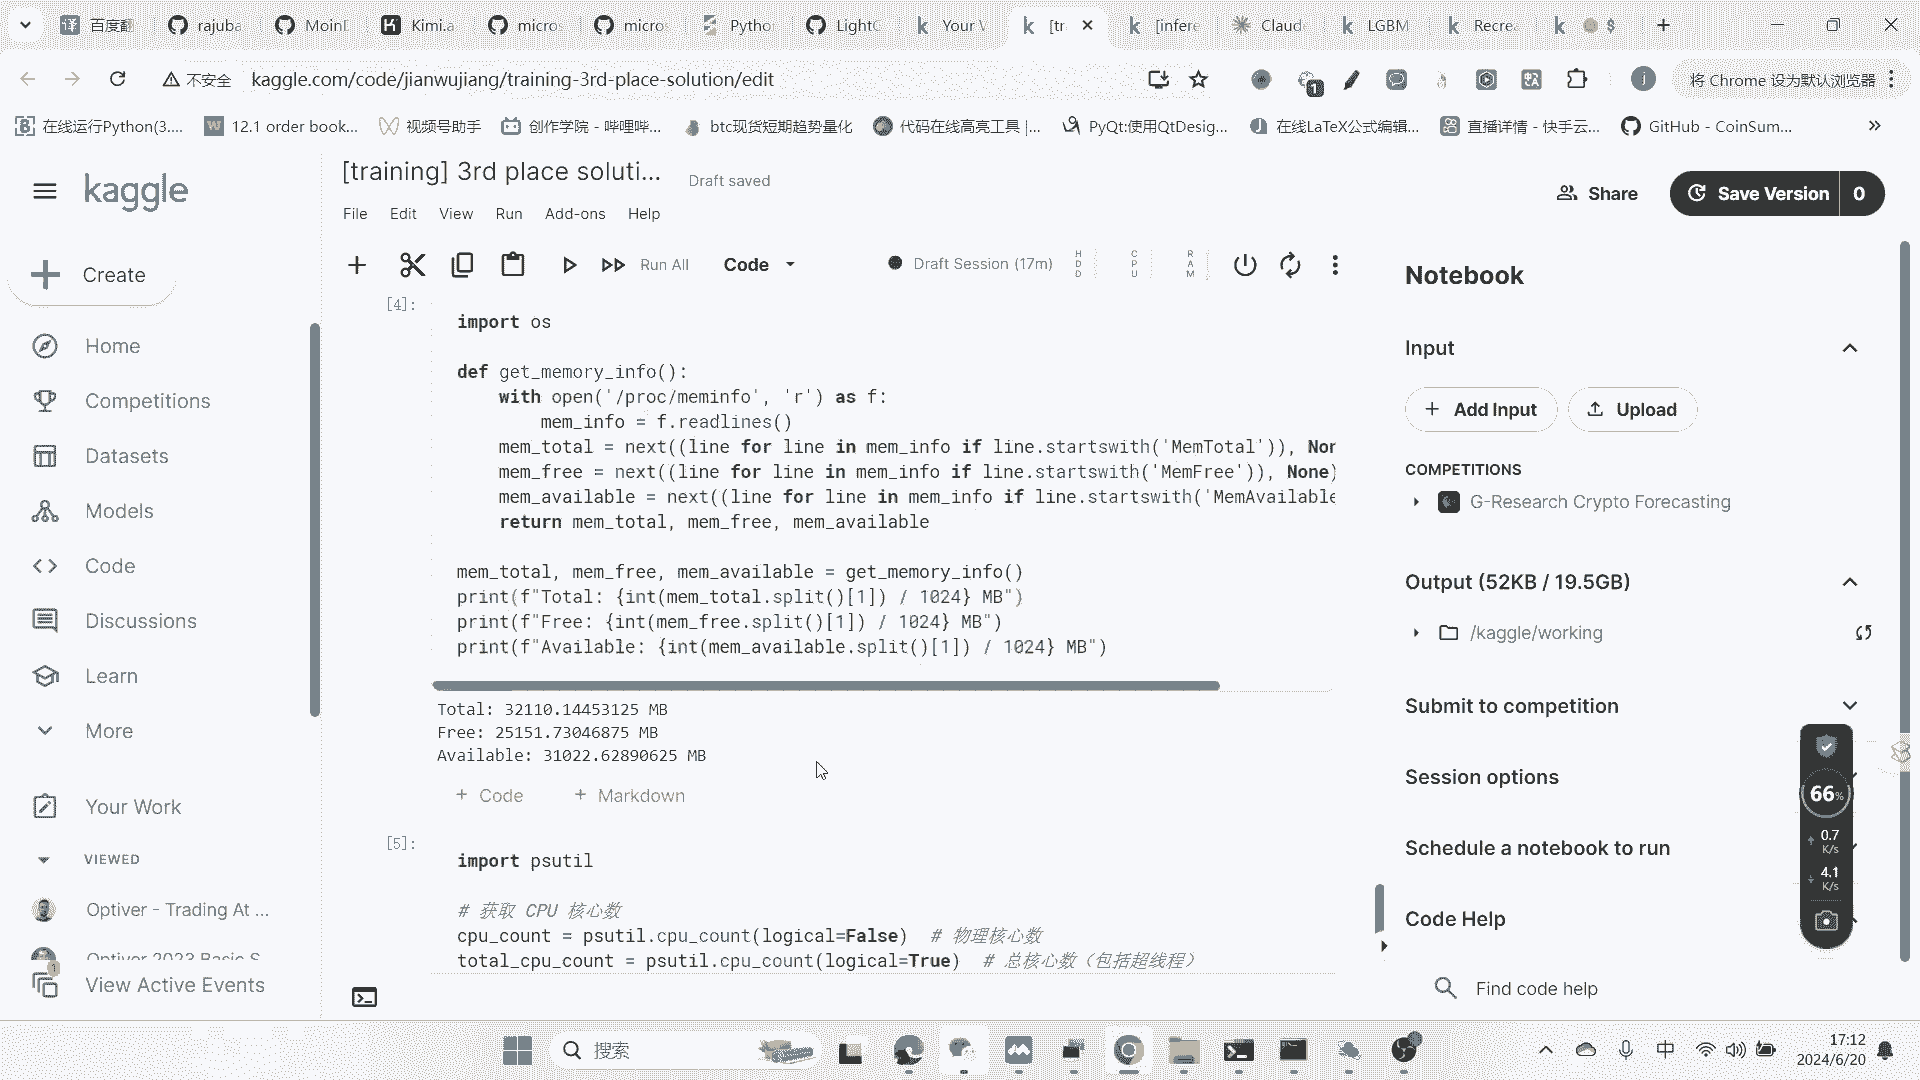 百度翻
rajuba
MoinI
Kimi.a
micros
micros
Pytho
LightG
Your V
[tr
[infere
Claud
LGBM
Recre
$
不安全
kaggle.com/code/jianwujiang/training-3rd-place-solution/edit
1
j
将 Chrome 设为默认浏览器
在线运行Python(3....
12.1 order book...
视频号助手
创作学院 - 哔哩哔...
btc现货短期趋势量化
代码在线高亮工具 |...
PyQt:使用QtDesig...
在线LaTeX公式编辑...
直播详情 - 快手云...
GitHub - CoinSum...
kaggle
[training] 3rd place soluti...
Draft saved
Share
Save Version
0
File
Edit
View
Run
Add-ons
Help
Run All
Code
Draft Session (17m)
HDD
CPU
RAM
Create
Home
Competitions
Datasets
Models
Code
Discussions
Learn
More
Your Work
VIEWED
Optiver - Trading At ...
Optiver 2023 Basic S
1
View Active Events
[4]:
import os
def get_memory_info():
with open('/proc/meminfo', 'r') as f:
mem_info = f.readlines()
mem_total = next((line for line in mem_info if line.startswith('MemTotal')), Non
mem_free = next((line for line in mem_info if line.startswith('MemFree')), None)
mem_available = next((line for line in mem_info if line.startswith('MemAvailable
return mem_total, mem_free, mem_available
mem_total, mem_free, mem_available = get_memory_info()
print(f"Total: {int(mem_total.split()[1]) / 1024} MB")
print(f"Free: {int(mem_free.split()[1]) / 1024} MB")
print(f"Available: {int(mem_available.split()[1]) / 1024} MB")
Total: 32110.14453125 MB
Free: 25151.73046875 MB
Available: 31022.62890625 MB
+ Code
+ Markdown
[5]:
import psutil
# 获取 CPU 核心数
cpu_count = psutil.cpu_count(logical=False)  # 物理核心数
total_cpu_count = psutil.cpu_count(logical=True)  # 总核心数（包括超线程）
Notebook
Input
+ Add Input
Upload
COMPETITIONS
G-Research Crypto Forecasting
Output (52KB / 19.5GB)
/kaggle/working
Submit to competition
Session options
Schedule a notebook to run
Code Help
Find code help
66%
0.7
K/s
4.1
K/s
搜索
中
17:12
2024/6/20